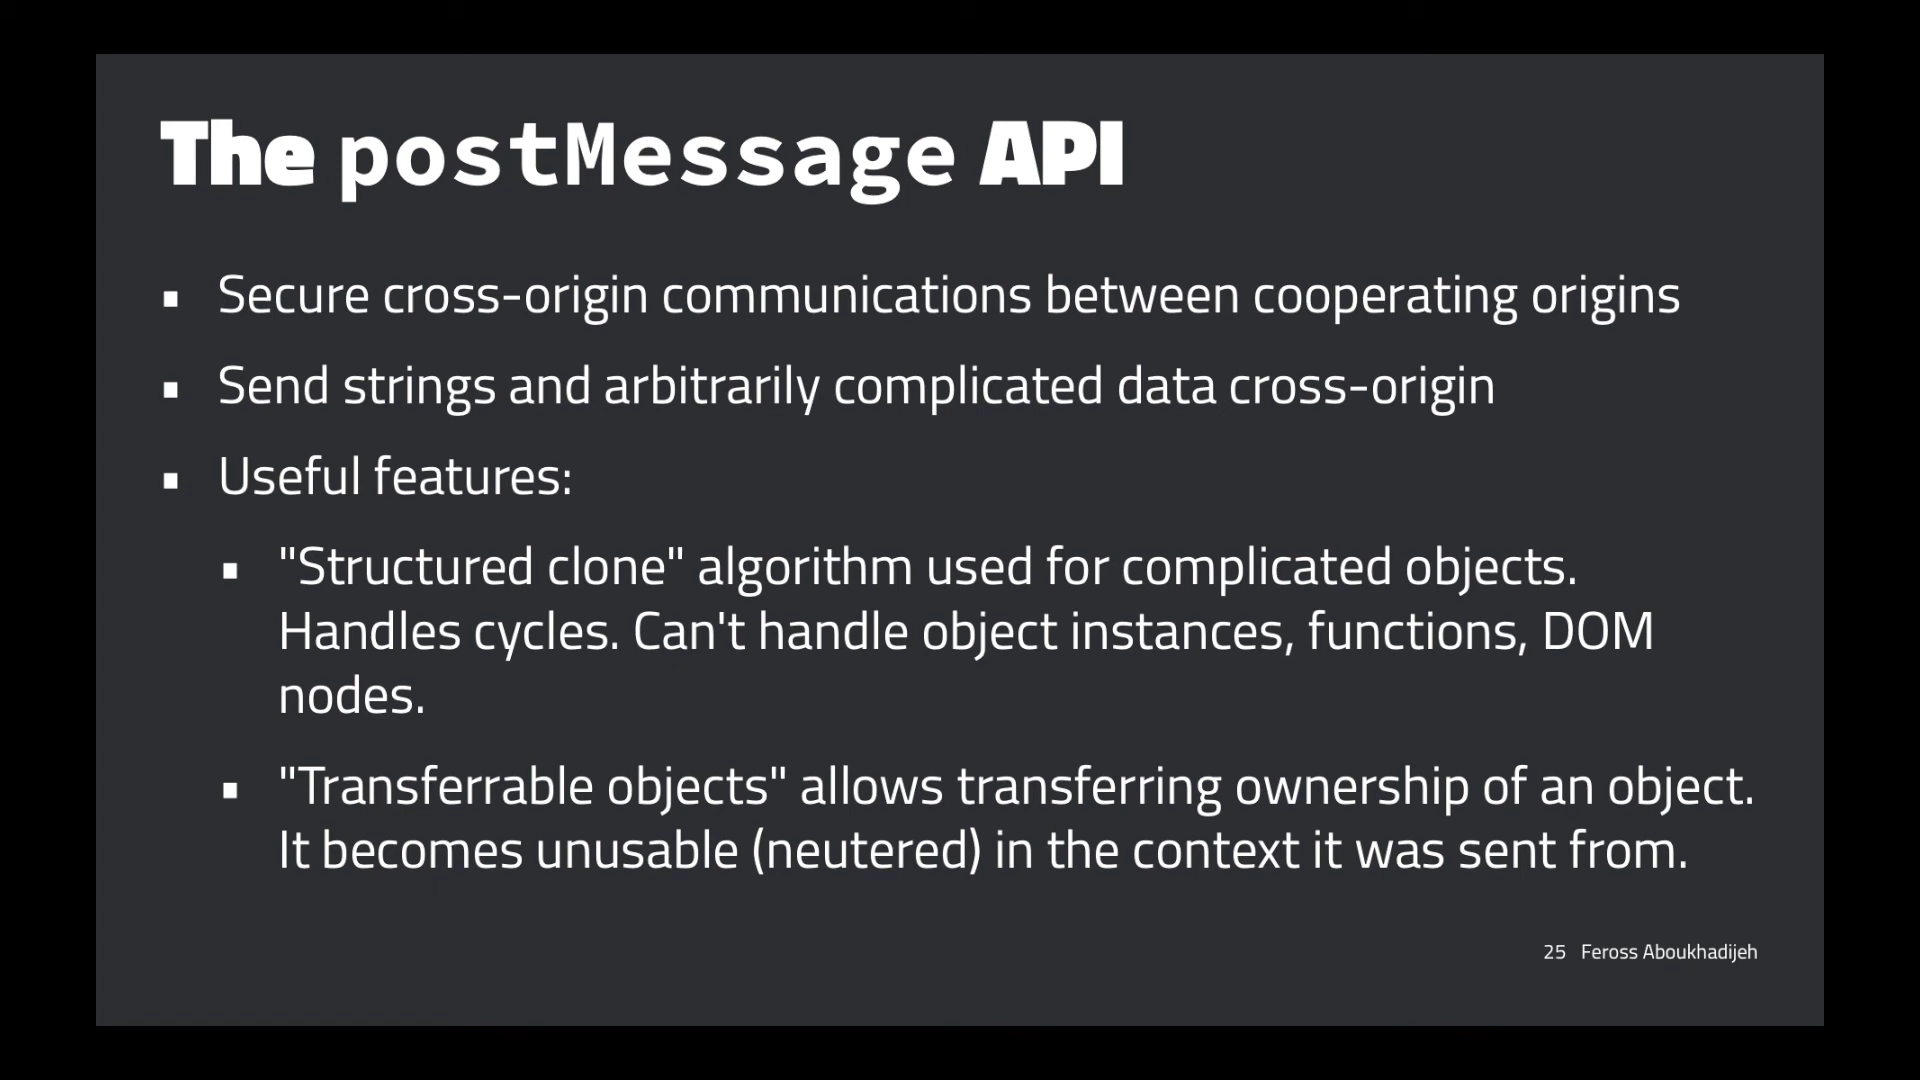 The postMessage API
▪ Secure cross-origin communications between cooperating origins
▪ Send strings and arbitrarily complicated data cross-origin
▪ Useful features:
▪ "Structured clone" algorithm used for complicated objects.
Handles cycles. Can't handle object instances, functions, DOM
nodes.
▪ "Transferrable objects" allows transferring ownership of an object.
It becomes unusable (neutered) in the context it was sent from.
25 Feross Aboukhadijeh